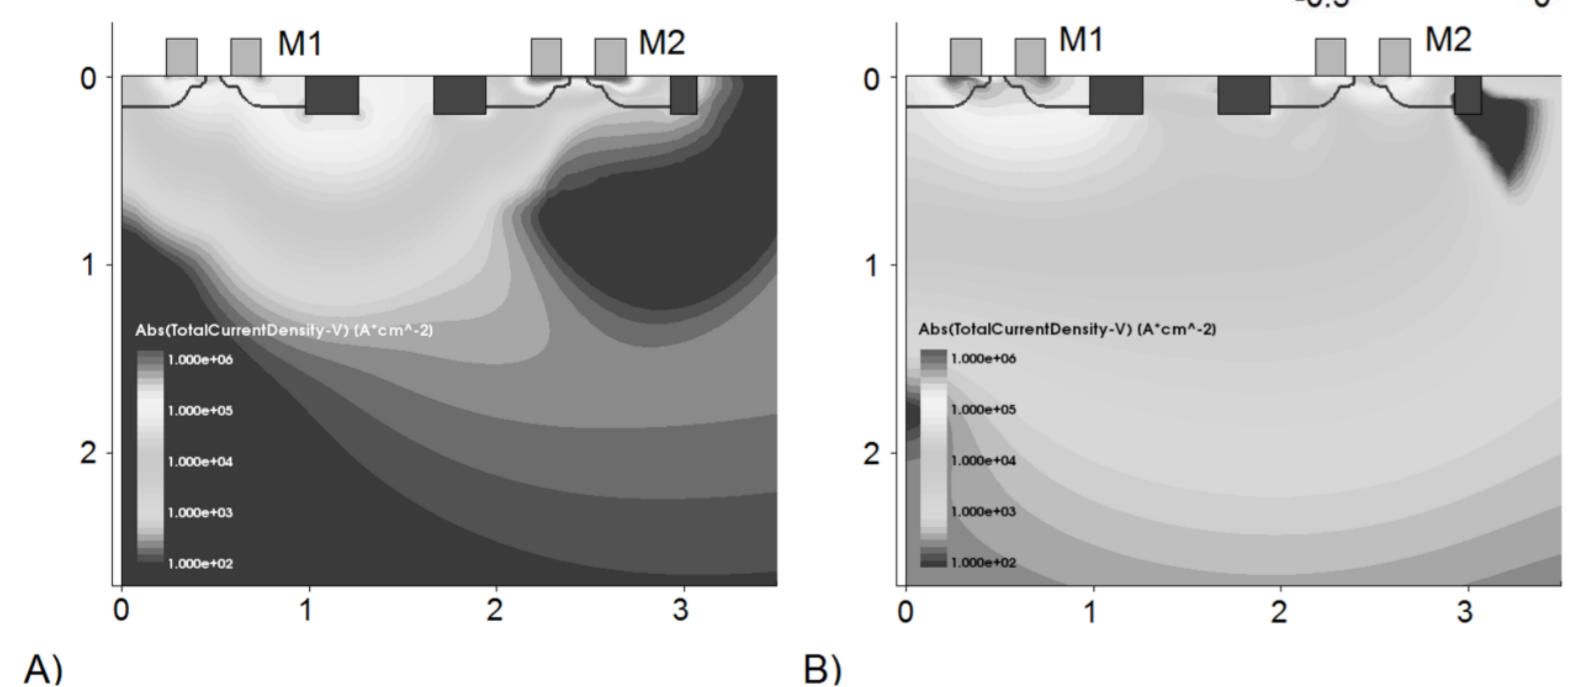 -0.5 0
M1 M2
M1 M2
0
0
1
1
Abs(TotalCurrentDensity-V) (A*cm^-2)
1.000e+06
1.000e+05
1.000e+04
1.000e+03
1.000e+02
Abs(TotalCurrentDensity-V) (A*cm^-2)
1.000e+06
1.000e+05
1.000e+04
1.000e+03
1.000e+02
2
2
0 1 2 3
0 1 2 3
A)
B)